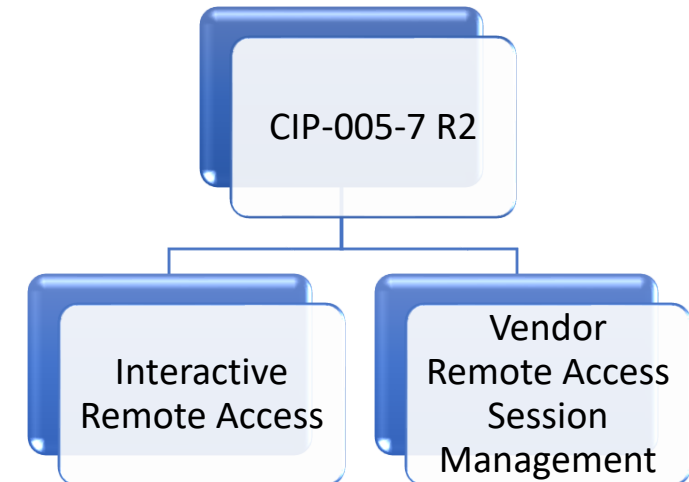 CIP-005-7 R2
Interactive
Remote Access
Vendor
Remote Access
Session
Management